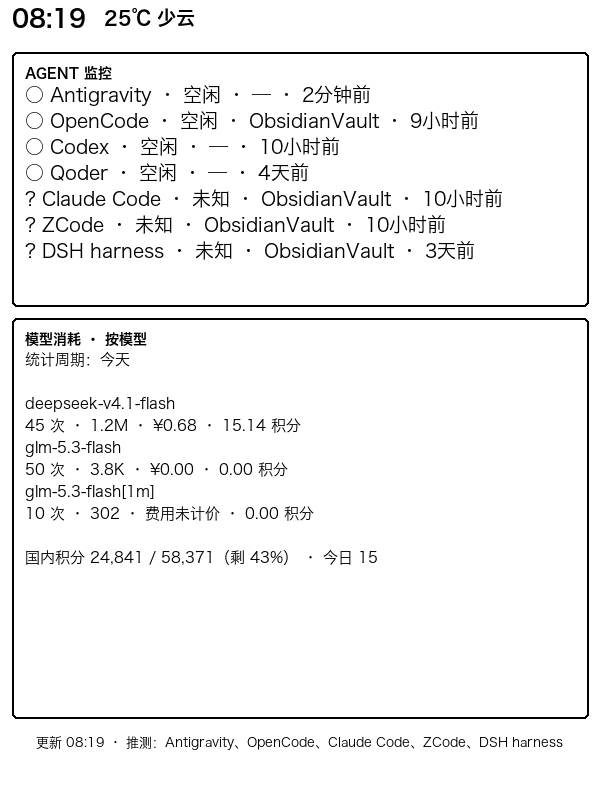 08:19 25℃ 少云
AGENT 监控
○ Antigravity · 空闲 · — · 2分钟前
○ OpenCode · 空闲 · ObsidianVault · 9小时前
○ Codex · 空闲 · — · 10小时前
○ Qoder · 空闲 · — · 4天前
? Claude Code · 未知 · ObsidianVault · 10小时前
? ZCode · 未知 · ObsidianVault · 10小时前
? DSH harness · 未知 · ObsidianVault · 3天前
模型消耗 · 按模型
统计周期：今天
deepseek-v4.1-flash
45 次 · 1.2M · ¥0.68 · 15.14 积分
glm-5.3-flash
50 次 · 3.8K · ¥0.00 · 0.00 积分
glm-5.3-flash[1m]
10 次 · 302 · 费用未计价 · 0.00 积分
国内积分 24,841 / 58,371（剩 43%） · 今日 15
更新 08:19 · 推测：Antigravity、OpenCode、Claude Code、ZCode、DSH harness